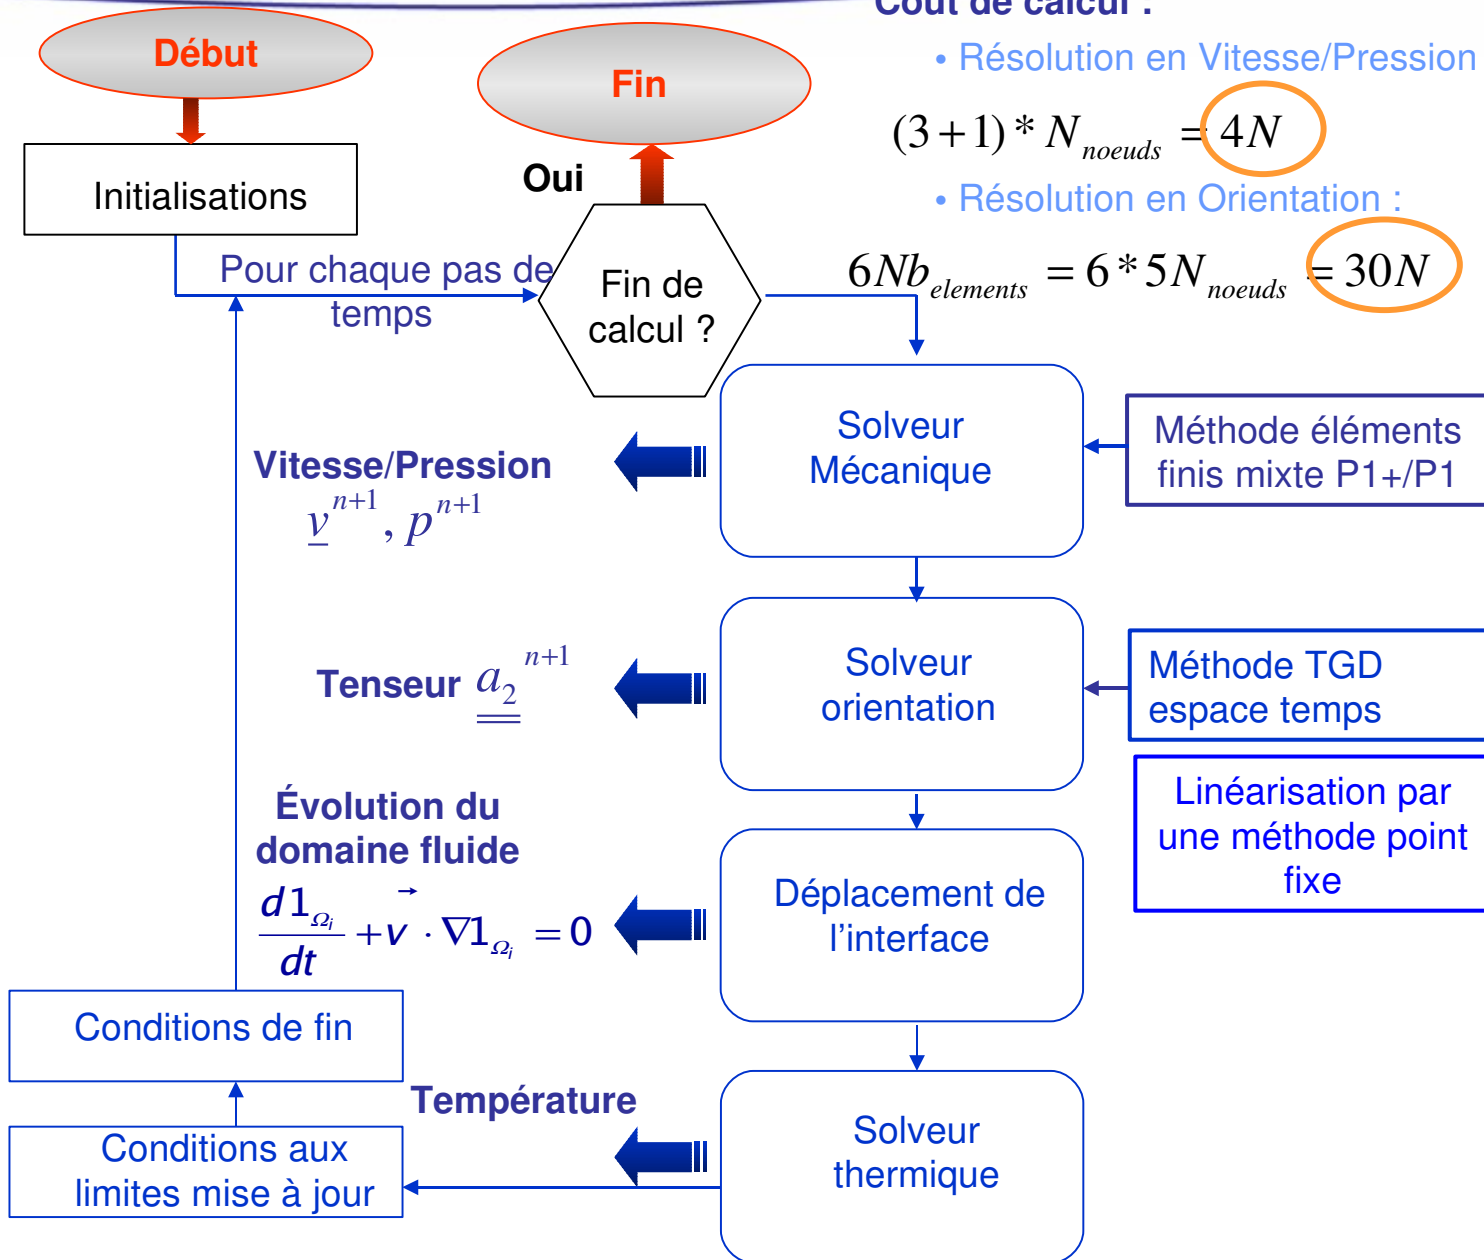 Coût de calcul :
• Résolution en Vitesse/Pression
(3+1) * N_noeuds = 4N
• Résolution en Orientation :
6Nb_elements = 6 * 5N_noeuds = 30N
Début
Fin
Initialisations
Oui
Pour chaque pas de
temps
Fin de
calcul ?
Solveur
Mécanique
Méthode éléments
finis mixte P1+/P1
Vitesse/Pression
v^{n+1}, p^{n+1}
Solveur
orientation
Méthode TGD
espace temps
Tenseur a_2^{n+1}
Linéarisation par
une méthode point
fixe
Évolution du
domaine fluide
d1_{Ω_i}/dt + v⃗ · ∇1_{Ω_i} = 0
Déplacement de
l’interface
Conditions de fin
Température
Solveur
thermique
Conditions aux
limites mise à jour